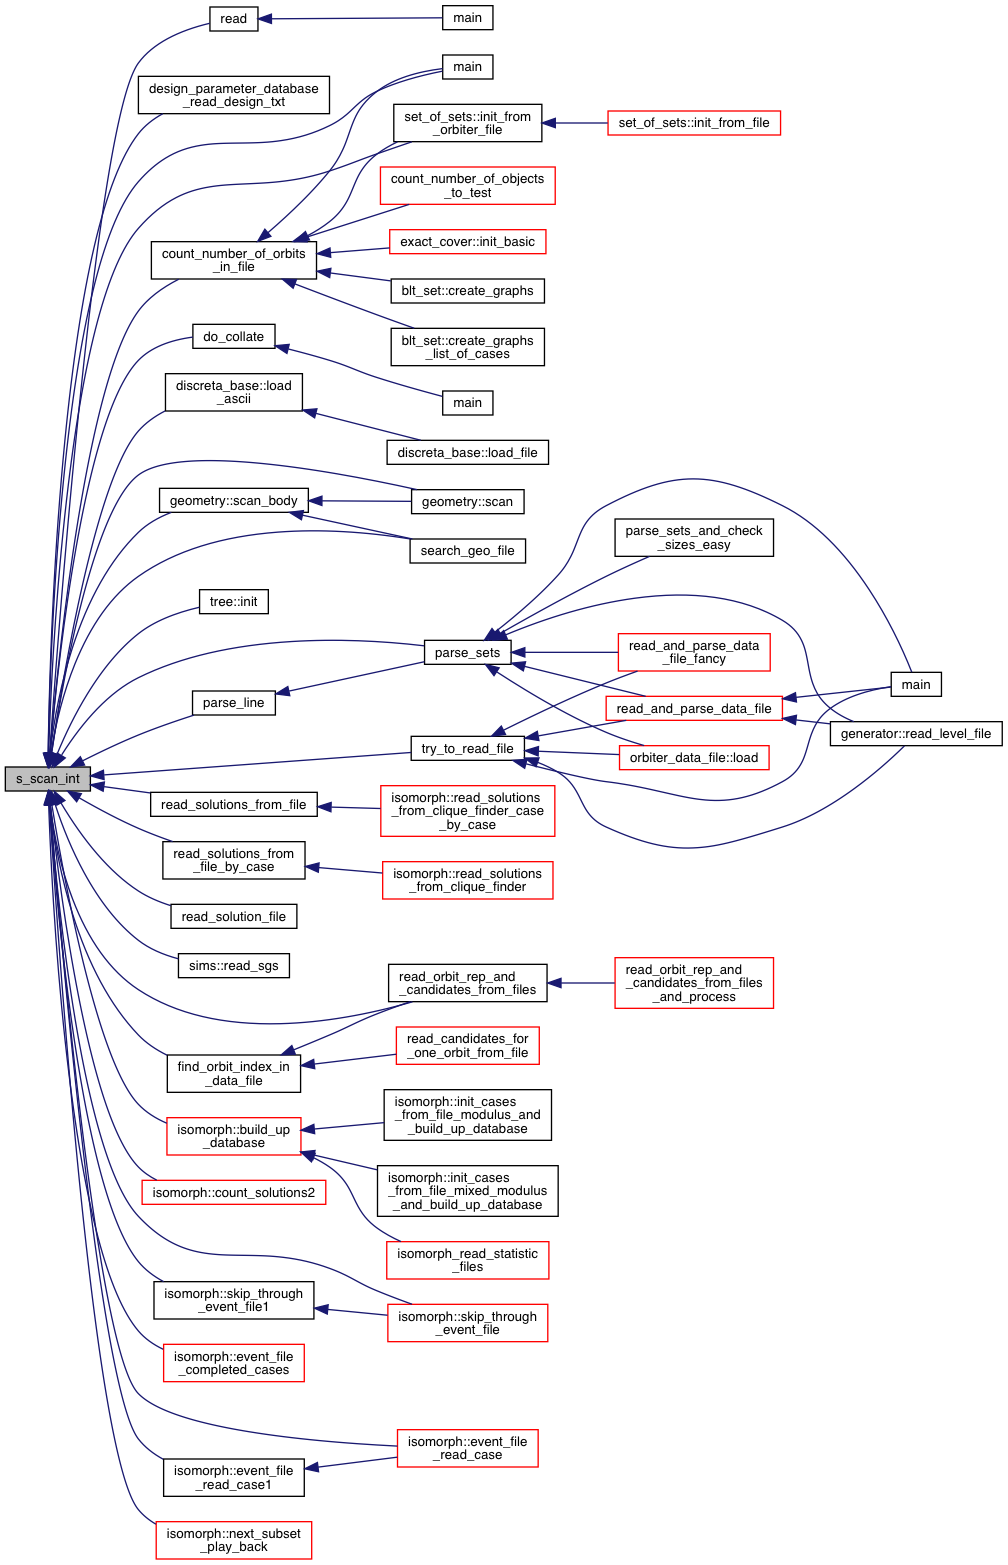 read
main
main
design_parameter_database
_read_design_txt
set_of_sets::init_from
_orbiter_file
set_of_sets::init_from_file
count_number_of_objects
_to_test
exact_cover::init_basic
count_number_of_orbits
_in_file
blt_set::create_graphs
blt_set::create_graphs
_list_of_cases
do_collate
discreta_base::load
_ascii
main
discreta_base::load_file
geometry::scan_body
geometry::scan
search_geo_file
parse_sets_and_check
_sizes_easy
tree::init
parse_sets
read_and_parse_data
_file_fancy
main
parse_line
read_and_parse_data_file
generator::read_level_file
try_to_read_file
orbiter_data_file::load
s_scan_int
read_solutions_from_file
isomorph::read_solutions
_from_clique_finder_case
_by_case
read_solutions_from
_file_by_case
isomorph::read_solutions
_from_clique_finder
read_solution_file
sims::read_sgs
read_orbit_rep_and
_candidates_from_files
read_orbit_rep_and
_candidates_from_files
_and_process
read_candidates_for
_one_orbit_from_file
find_orbit_index_in
_data_file
isomorph::init_cases
_from_file_modulus_and
_build_up_database
isomorph::build_up
_database
isomorph::init_cases
_from_file_mixed_modulus
_and_build_up_database
isomorph::count_solutions2
isomorph_read_statistic
_files
isomorph::skip_through
_event_file1
isomorph::skip_through
_event_file
isomorph::event_file
_completed_cases
isomorph::event_file
_read_case
isomorph::event_file
_read_case1
isomorph::next_subset
_play_back